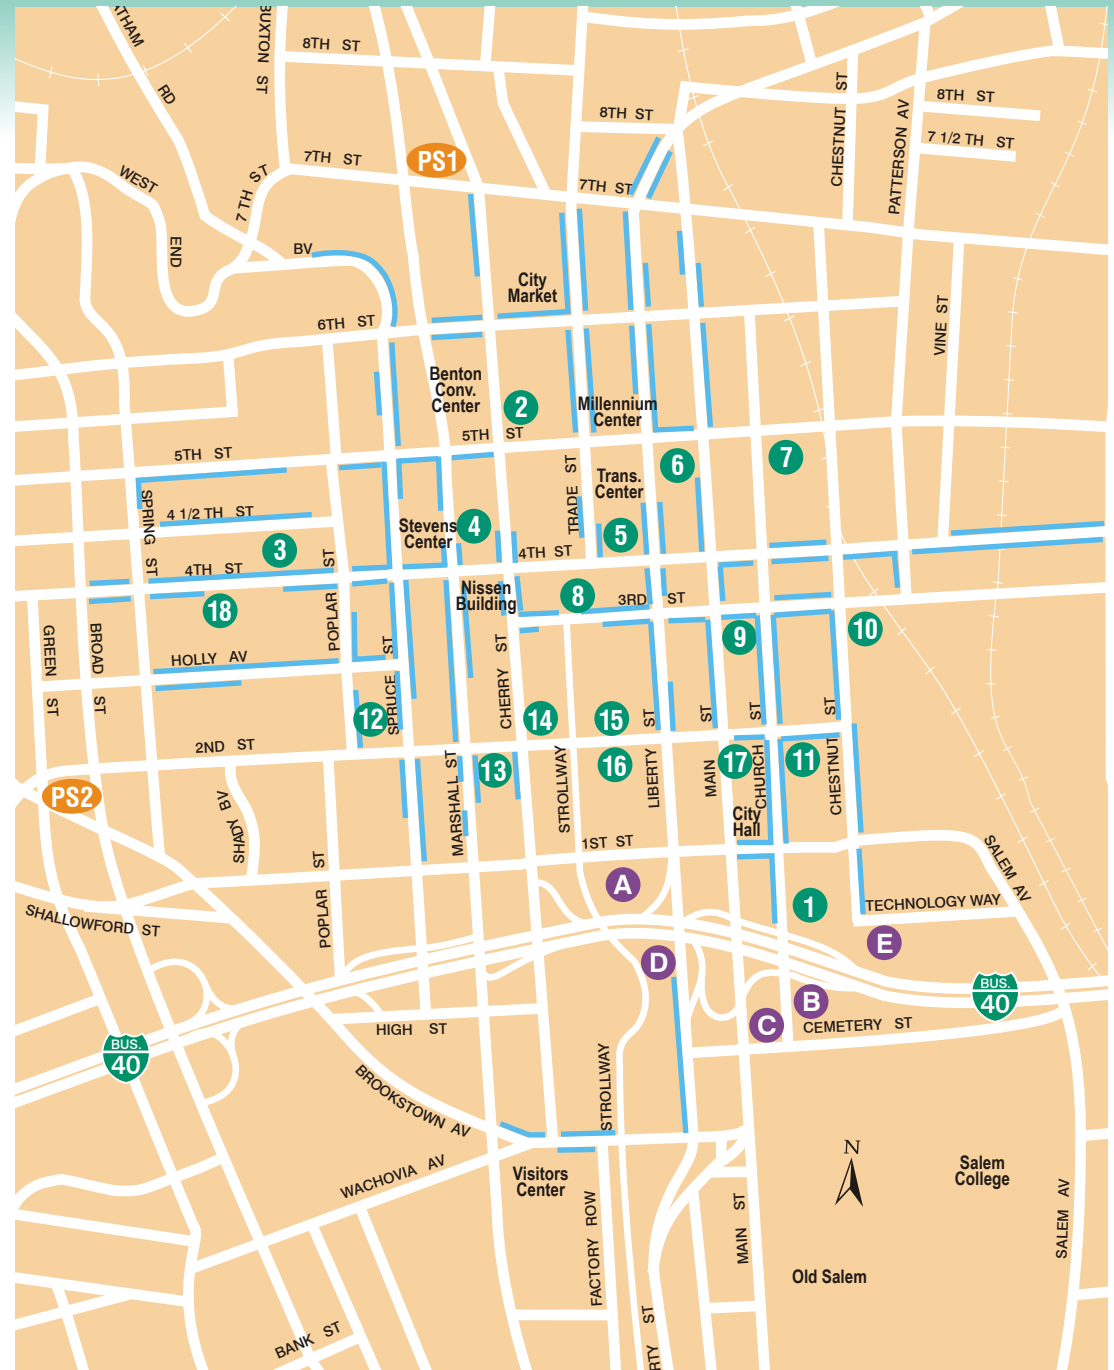 ATHAM
RD
BUXTON ST
8TH ST
8TH ST
CHESTNUT ST
PATTERSON AV
8TH ST
7 1/2 TH ST
7TH ST
PS1
7TH ST
7 TH ST
WEST
END
BV
City
Market
6TH ST
VINE ST
Benton
Conv.
Center
2
Millennium
Center
5TH ST
5TH ST
6
7
TRADE ST
Trans.
Center
SPRING ST
4 1/2 TH ST
Stevens
Center
4
5
3
4TH ST
4TH ST
18
Nissen
Building
8
3RD ST
9
10
POPLAR ST
GREEN ST
BROAD ST
HOLLY AV
SPRUCE ST
CHERRY ST
12
14
15
ST
ST
ST
ST
2ND ST
16
17
11
13
PS2
MARSHALL ST
STROLLWAY
LIBERTY
MAIN
CHURCH
CHESTNUT
SHADY BV
City
Hall
1ST ST
SALEM AV
A
POPLAR ST
1
TECHNOLOGY WAY
SHALLOWFORD ST
E
D
B
BUS.
40
C
CEMETERY ST
HIGH ST
BUS.
40
BROOKSTOWN AV
STROLLWAY
N
Visitors
Center
WACHOVIA AV
Salem
College
FACTORY ROW
MAIN ST
SALEM AV
Old Salem
BANK ST
RTY ST